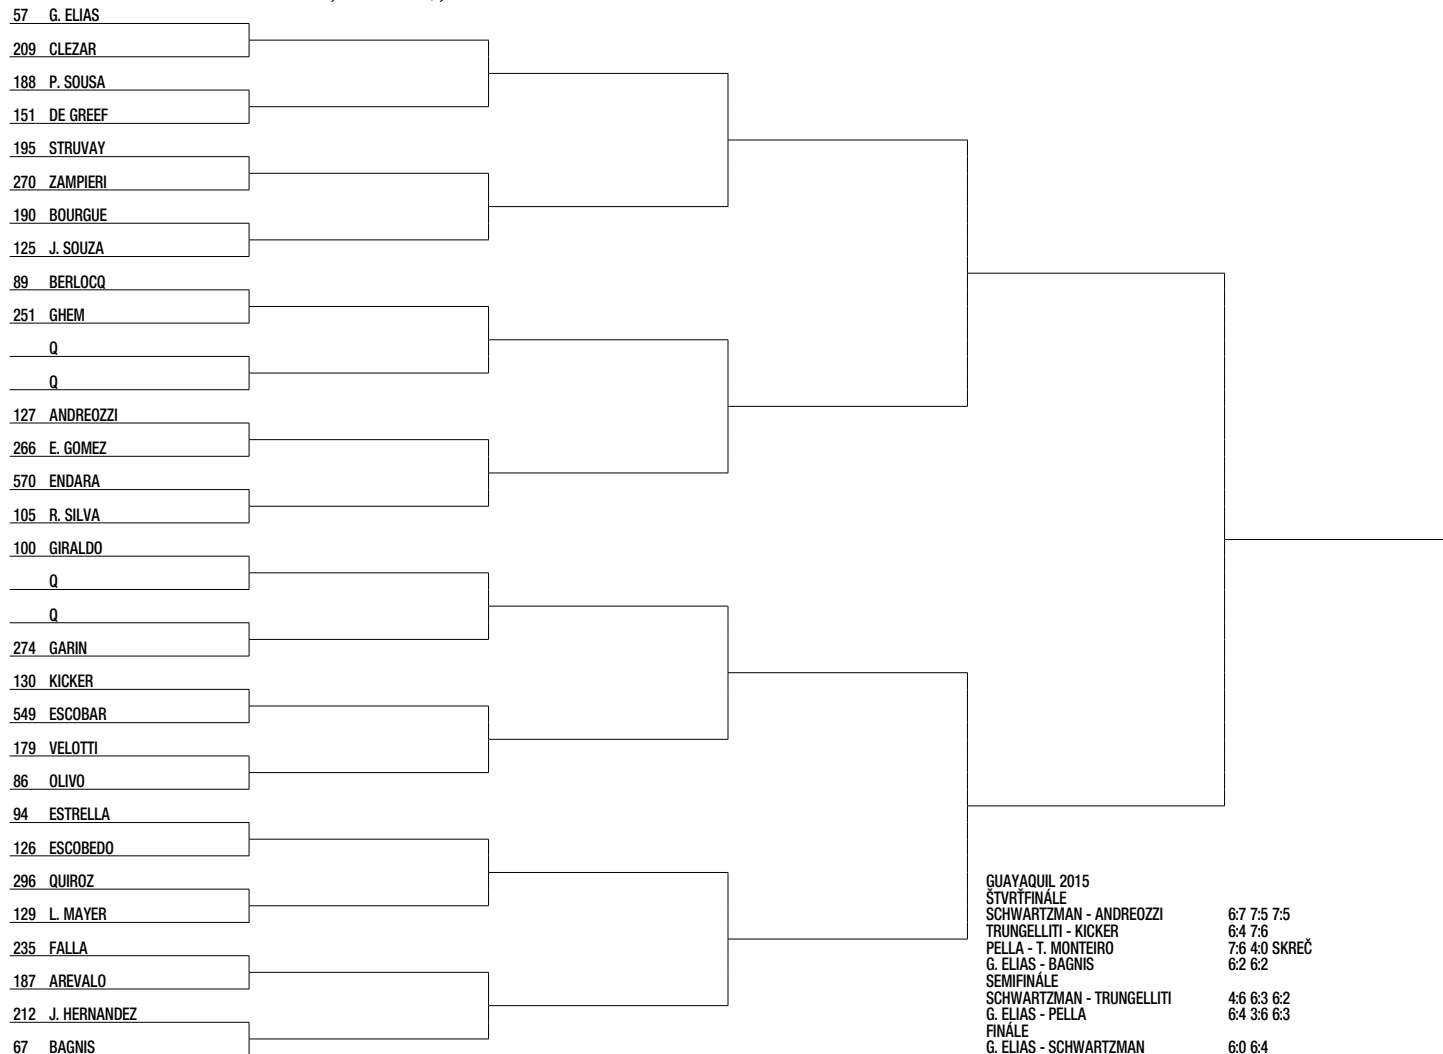 57 G. ELIAS
209 CLEZAR
188 P. SOUSA
151 DE GREEF
195 STRUVAY
270 ZAMPIERI
190 BOURGUE
125 J. SOUZA
89 BERLOCQ
251 GHEM
Q
Q
127 ANDREOZZI
266 E. GOMEZ
570 ENDARA
105 R. SILVA
100 GIRALDO
Q
Q
274 GARIN
130 KICKER
549 ESCOBAR
179 VELOTTI
86 OLIVO
94 ESTRELLA
126 ESCOBEDO
296 QUIROZ
129 L. MAYER
235 FALLA
187 AREVALO
212 J. HERNANDEZ
67 BAGNIS
GUAYAQUIL 2015
ŠTVRŤFINÁLE
SCHWARTZMAN - ANDREOZZI 6:7 7:5 7:5
TRUNGELLITI - KICKER 6:4 7:6
PELLA - T. MONTEIRO 7:6 4:0 SKREČ
G. ELIAS - BAGNIS 6:2 6:2
SEMIFINÁLE
SCHWARTZMAN - TRUNGELLITI 4:6 6:3 6:2
G. ELIAS - PELLA 6:4 3:6 6:3
FINÁLE
G. ELIAS - SCHWARTZMAN 6:0 6:4